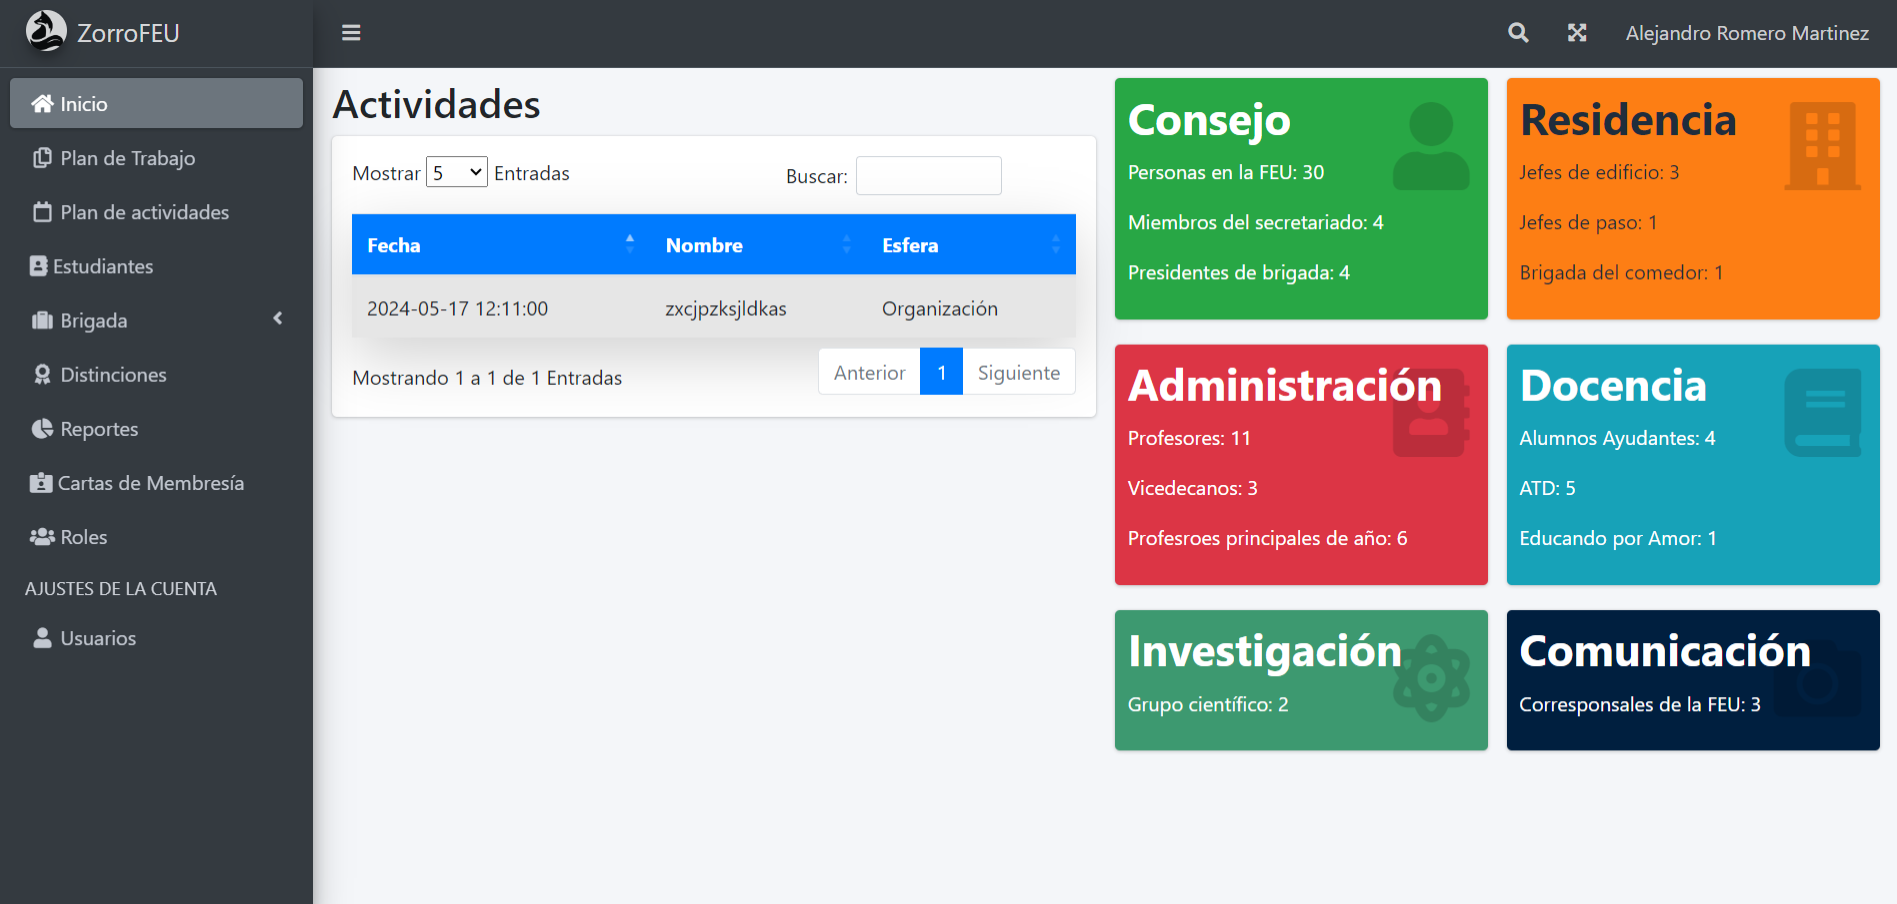 ZorroFEU
Alejandro Romero Martinez
Inicio
Plan de Trabajo
Plan de actividades
Estudiantes
Brigada
Distinciones
Reportes
Cartas de Membresía
Roles
AJUSTES DE LA CUENTA
Usuarios
Actividades
Mostrar 5 Entradas
Buscar:
Fecha Nombre Esfera
2024-05-17 12:11:00 zxcjpzksjldkas Organización
Mostrando 1 a 1 de 1 Entradas
Anterior 1 Siguiente
Consejo
Personas en la FEU: 30
Miembros del secretariado: 4
Presidentes de brigada: 4
Residencia
Jefes de edificio: 3
Jefes de paso: 1
Brigada del comedor: 1
Administración
Profesores: 11
Vicedecanos: 3
Profesroes principales de año: 6
Docencia
Alumnos Ayudantes: 4
ATD: 5
Educando por Amor: 1
Investigación
Grupo científico: 2
Comunicación
Corresponsales de la FEU: 3